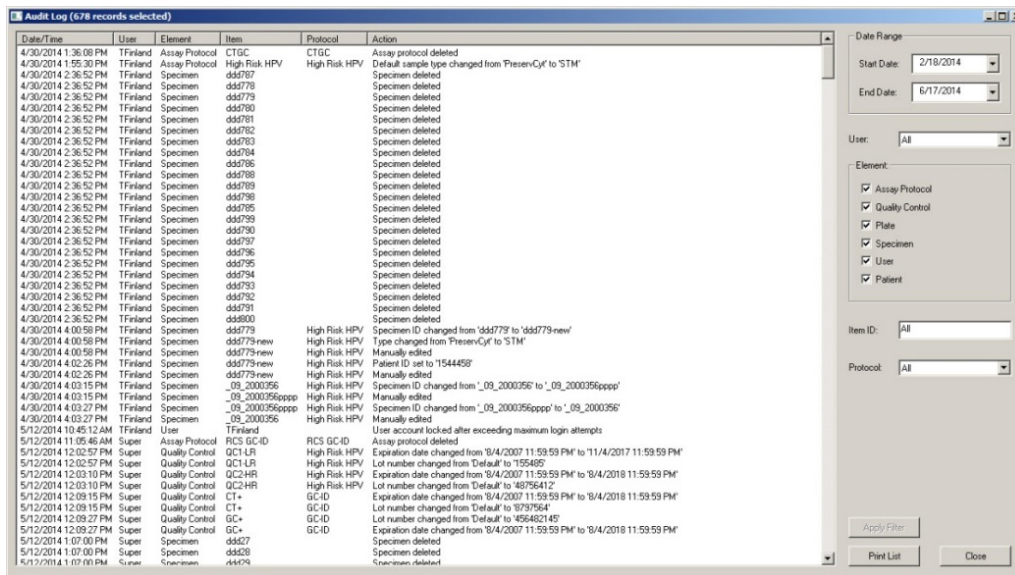 Audit Log (678 records selected)
Date/Time User Element Item Protocol Action
4/30/2014 1:36:08 PM TFinland Assay Protocol CTGC CTGC Assay protocol deleted
4/30/2014 1:55:30 PM TFinland Assay Protocol High Risk HPV High Risk HPV Default sample type changed from 'PreservCyt' to 'STM'
4/30/2014 2:36:52 PM TFinland Specimen ddd787 Specimen deleted
4/30/2014 2:36:52 PM TFinland Specimen ddd778 Specimen deleted
4/30/2014 2:36:52 PM TFinland Specimen ddd779 Specimen deleted
4/30/2014 2:36:52 PM TFinland Specimen ddd780 Specimen deleted
4/30/2014 2:36:52 PM TFinland Specimen ddd781 Specimen deleted
4/30/2014 2:36:52 PM TFinland Specimen ddd782 Specimen deleted
4/30/2014 2:36:52 PM TFinland Specimen ddd783 Specimen deleted
4/30/2014 2:36:52 PM TFinland Specimen ddd784 Specimen deleted
4/30/2014 2:36:52 PM TFinland Specimen ddd786 Specimen deleted
4/30/2014 2:36:52 PM TFinland Specimen ddd788 Specimen deleted
4/30/2014 2:36:52 PM TFinland Specimen ddd789 Specimen deleted
4/30/2014 2:36:52 PM TFinland Specimen ddd798 Specimen deleted
4/30/2014 2:36:52 PM TFinland Specimen ddd785 Specimen deleted
4/30/2014 2:36:52 PM TFinland Specimen ddd799 Specimen deleted
4/30/2014 2:36:52 PM TFinland Specimen ddd790 Specimen deleted
4/30/2014 2:36:52 PM TFinland Specimen ddd797 Specimen deleted
4/30/2014 2:36:52 PM TFinland Specimen ddd796 Specimen deleted
4/30/2014 2:36:52 PM TFinland Specimen ddd795 Specimen deleted
4/30/2014 2:36:52 PM TFinland Specimen ddd794 Specimen deleted
4/30/2014 2:36:52 PM TFinland Specimen ddd793 Specimen deleted
4/30/2014 2:36:52 PM TFinland Specimen ddd792 Specimen deleted
4/30/2014 2:36:52 PM TFinland Specimen ddd791 Specimen deleted
4/30/2014 2:36:52 PM TFinland Specimen ddd800 Specimen deleted
4/30/2014 4:00:58 PM TFinland Specimen ddd779 High Risk HPV Specimen ID changed from 'ddd779' to 'ddd779-new'
4/30/2014 4:00:58 PM TFinland Specimen ddd779-new High Risk HPV Type changed from 'PreservCyt' to 'STM'
4/30/2014 4:00:58 PM TFinland Specimen ddd779-new High Risk HPV Manually edited
4/30/2014 4:02:26 PM TFinland Specimen ddd779-new High Risk HPV Patient ID set to '1544458'
4/30/2014 4:02:26 PM TFinland Specimen ddd779-new High Risk HPV Manually edited
4/30/2014 4:03:15 PM TFinland Specimen _09_2000356 High Risk HPV Specimen ID changed from '_09_2000356' to '_09_2000356pppp'
4/30/2014 4:03:15 PM TFinland Specimen _09_2000356pppp High Risk HPV Manually edited
4/30/2014 4:03:27 PM TFinland Specimen _09_2000356pppp High Risk HPV Specimen ID changed from '_09_2000356pppp' to '_09_2000356'
4/30/2014 4:03:27 PM TFinland Specimen _09_2000356 High Risk HPV Manually edited
5/12/2014 10:45:12 AM TFinland User TFinland User account locked after exceeding maximum login attempts
5/12/2014 11:05:46 AM Super Assay Protocol RCS GC-ID RCS GC-ID Assay protocol deleted
5/12/2014 12:02:57 PM Super Quality Control QC1-LR High Risk HPV Expiration date changed from '8/4/2007 11:59:59 PM' to '11/4/2017 11:59:59 PM'
5/12/2014 12:02:57 PM Super Quality Control QC1-LR High Risk HPV Lot number changed from 'Default' to '155485'
5/12/2014 12:03:10 PM Super Quality Control QC2-HR High Risk HPV Expiration date changed from '8/4/2007 11:59:59 PM' to '8/4/2018 11:59:59 PM'
5/12/2014 12:03:10 PM Super Quality Control QC2-HR High Risk HPV Lot number changed from 'Default' to '48756412'
5/12/2014 12:09:15 PM Super Quality Control CT+ GC-ID Expiration date changed from '8/4/2007 11:59:59 PM' to '8/4/2018 11:59:59 PM'
5/12/2014 12:09:15 PM Super Quality Control CT+ GC-ID Lot number changed from 'Default' to '8797564'
5/12/2014 12:09:27 PM Super Quality Control GC+ GC-ID Lot number changed from 'Default' to '456482145'
5/12/2014 12:09:27 PM Super Quality Control GC+ GC-ID Expiration date changed from '8/4/2007 11:59:59 PM' to '8/4/2018 11:59:59 PM'
5/12/2014 1:07:00 PM Super Specimen ddd27 Specimen deleted
5/12/2014 1:07:00 PM Super Specimen ddd28 Specimen deleted
5/12/2014 1:07:00 PM Super Specimen ddd29 Specimen deleted
Date Range
Start Date: 2/18/2014
End Date: 6/17/2014
User: All
Element
Assay Protocol
Quality Control
Plate
Specimen
User
Patient
Item ID: All
Protocol: All
Apply Filter
Print List Close